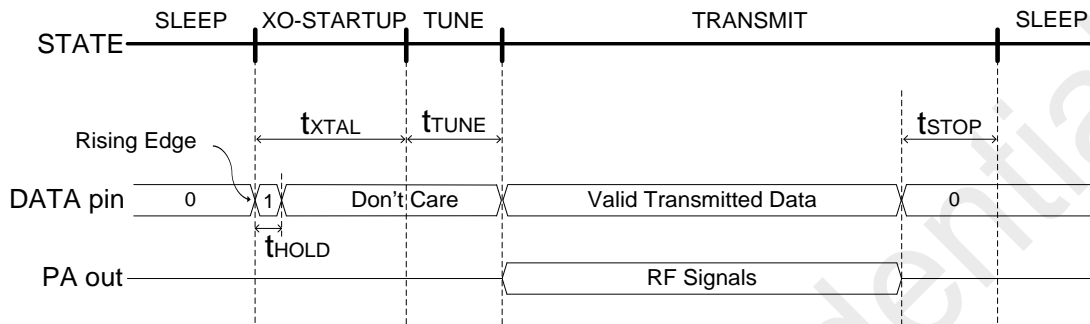 SLEEP XO-STARTUP TUNE TRANSMIT SLEEP
STATE
tXTAL tTUNE tSTOP
Rising Edge
DATA pin 0 1 Don't Care Valid Transmitted Data 0
tHOLD
PA out RF Signals